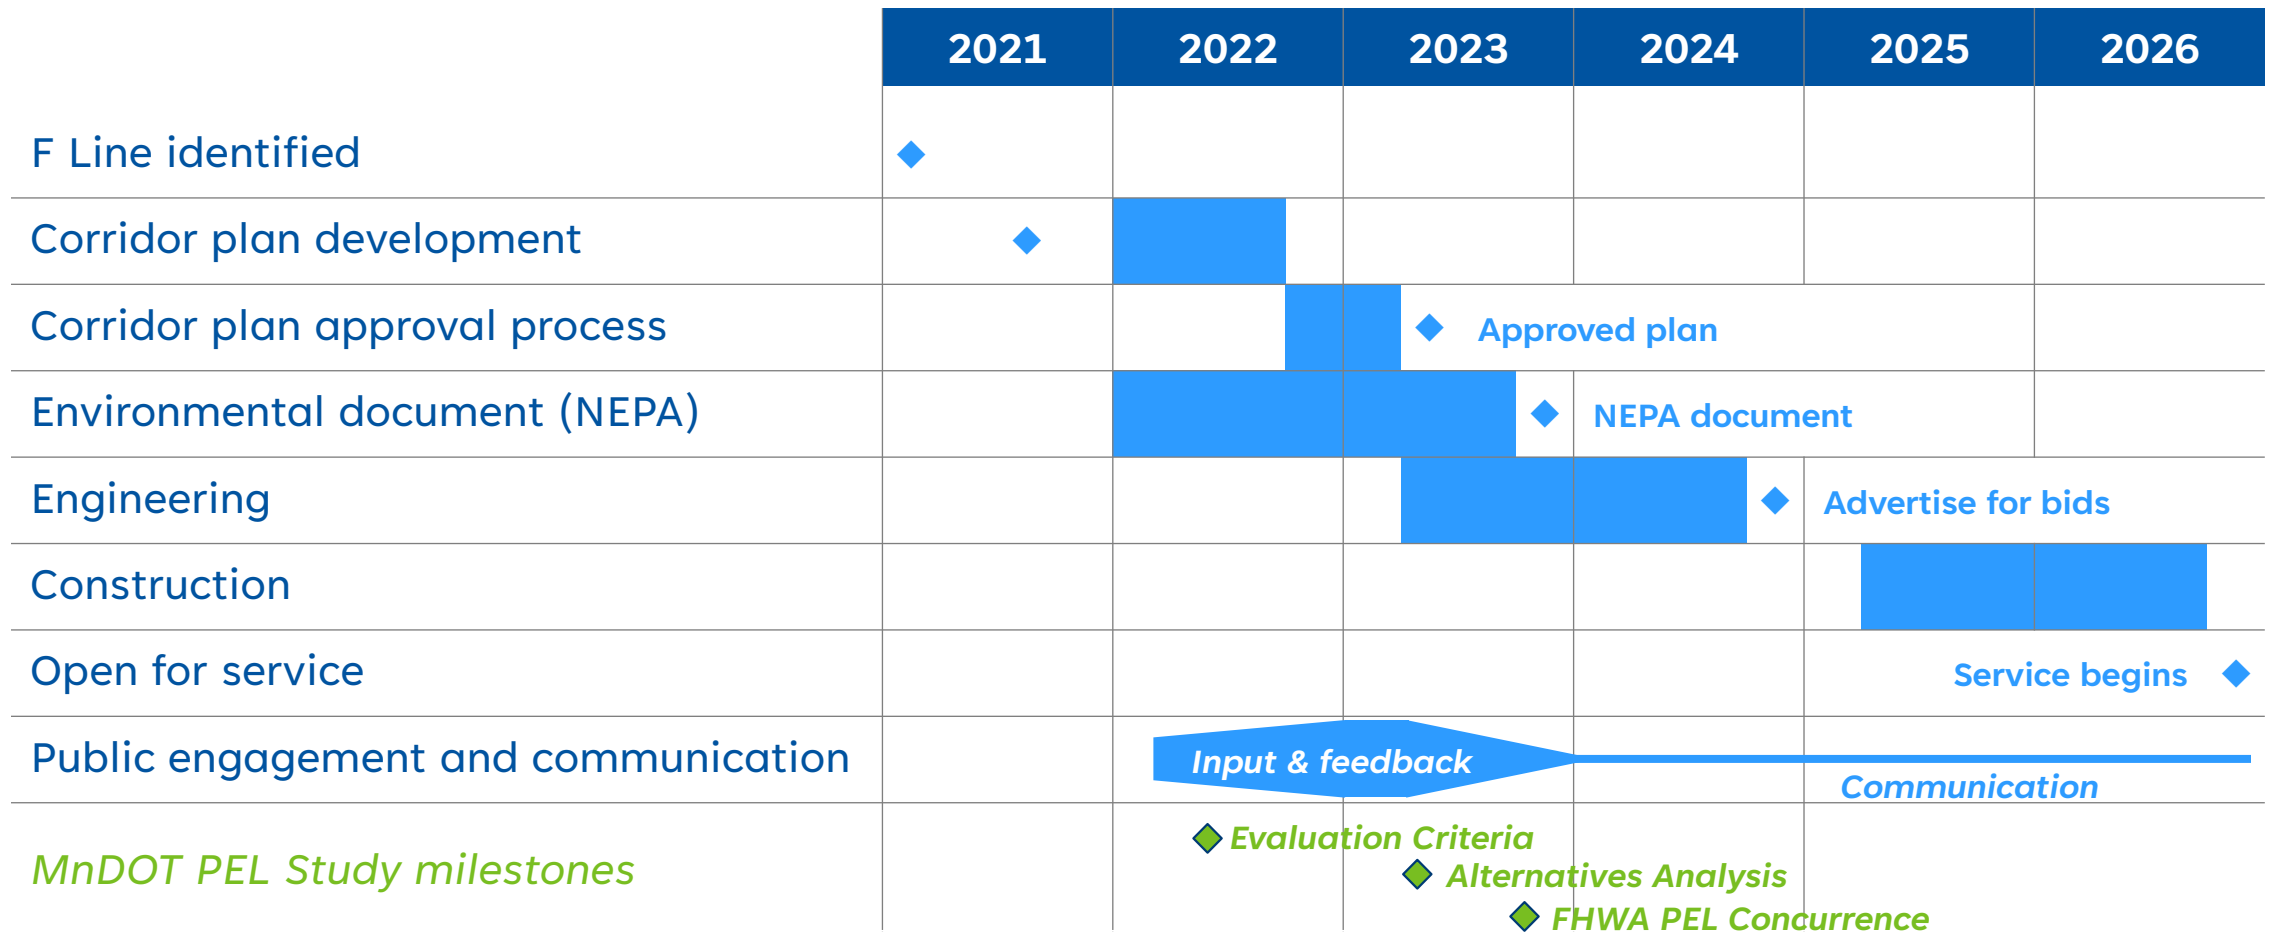 2021 2022 2023 2024 2025 2026
F Line identified
Corridor plan development
Corridor plan approval process
Approved plan
Environmental document (NEPA)
NEPA document
Engineering
Advertise for bids
Construction
Open for service
Service begins
Public engagement and communication
Input & feedback
Communication
MnDOT PEL Study milestones
Evaluation Criteria
Alternatives Analysis
FHWA PEL Concurrence